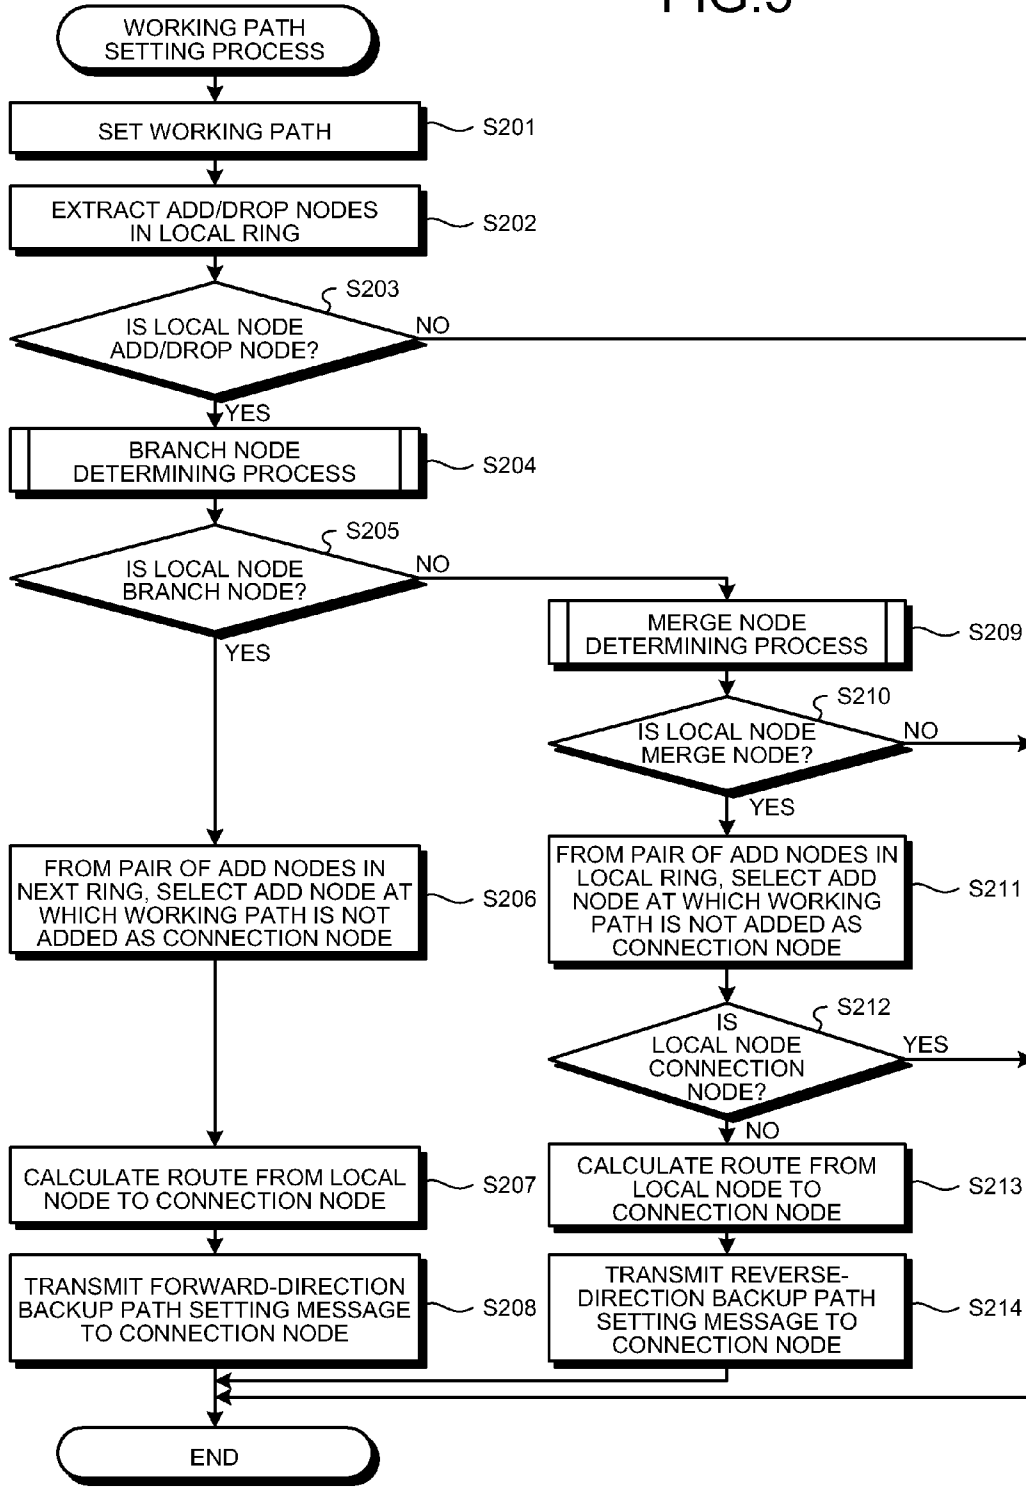 FIG.5
WORKING PATH
SETTING PROCESS
SET WORKING PATH
S201
EXTRACT ADD/DROP NODES
IN LOCAL RING
S202
S203
IS LOCAL NODE
ADD/DROP NODE?
NO
YES
BRANCH NODE
DETERMINING PROCESS
S204
S205
IS LOCAL NODE
BRANCH NODE?
NO
YES
MERGE NODE
DETERMINING PROCESS
S209
S210
IS LOCAL NODE
MERGE NODE?
NO
YES
FROM PAIR OF ADD NODES IN
NEXT RING, SELECT ADD NODE AT
WHICH WORKING PATH IS NOT
ADDED AS CONNECTION NODE
S206
FROM PAIR OF ADD NODES IN
LOCAL RING, SELECT ADD
NODE AT WHICH WORKING
PATH IS NOT ADDED AS
CONNECTION NODE
S211
S212
IS
LOCAL NODE
CONNECTION
NODE?
YES
NO
CALCULATE ROUTE FROM LOCAL
NODE TO CONNECTION NODE
S207
CALCULATE ROUTE FROM
LOCAL NODE TO
CONNECTION NODE
S213
TRANSMIT FORWARD-DIRECTION
BACKUP PATH SETTING MESSAGE
TO CONNECTION NODE
S208
TRANSMIT REVERSE-
DIRECTION BACKUP PATH
SETTING MESSAGE TO
CONNECTION NODE
S214
END